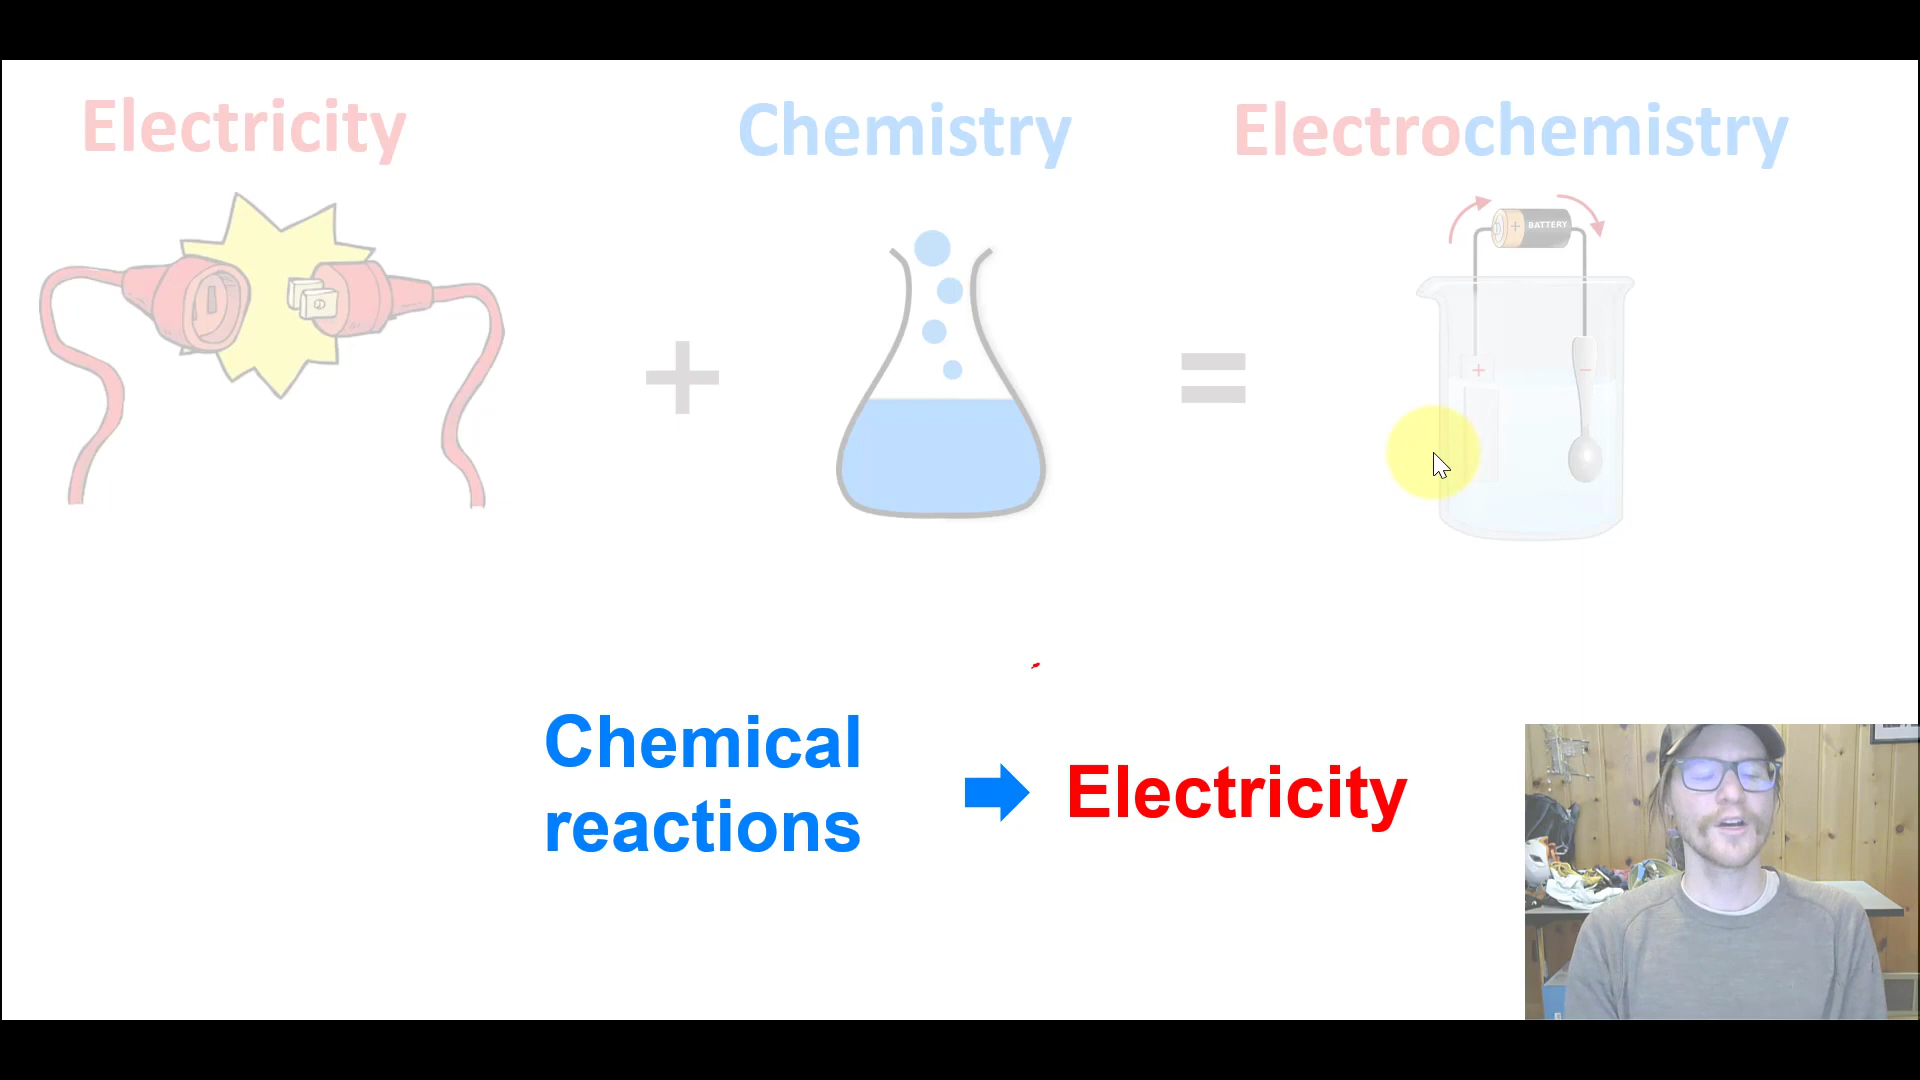 Electricity
Chemistry
Electrochemistry
+
BATTERY
+
=
+
−
Chemical
reactions
Electricity